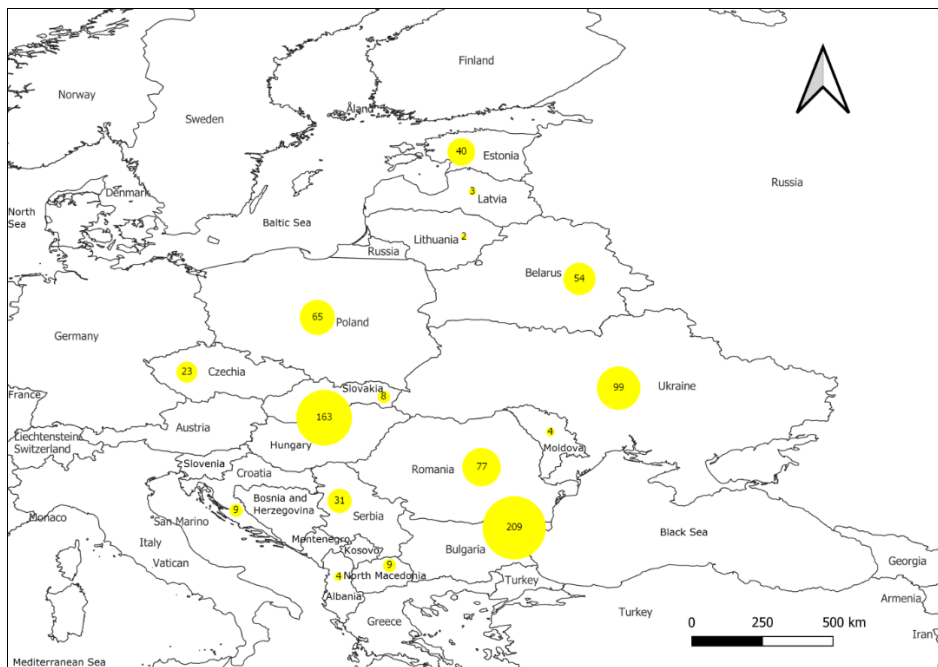 Finland
Norway
Sweden
Åland
40
Estonia
Russia
Denmark
3
Latvia
North
Sea
Baltic Sea
Lithuania
2
Russia
Belarus
54
65
Poland
Germany
23
Czechia
Slovakia
8
99
Ukraine
France
163
Austria
4
Liechtenstein
Switzerland
Hungary
Moldova
Slovenia
Croatia
Romania
77
Bosnia and
Herzegovina
31
9
Serbia
Monaco
San Marino
209
Black Sea
Italy
Montenegro
Kosovo
Bulgaria
Vatican
9
Georgia
4
North Macedonia
Turkey
Albania
Armenia
Greece
Turkey
0
250
500 km
Iran
Mediterranean Sea